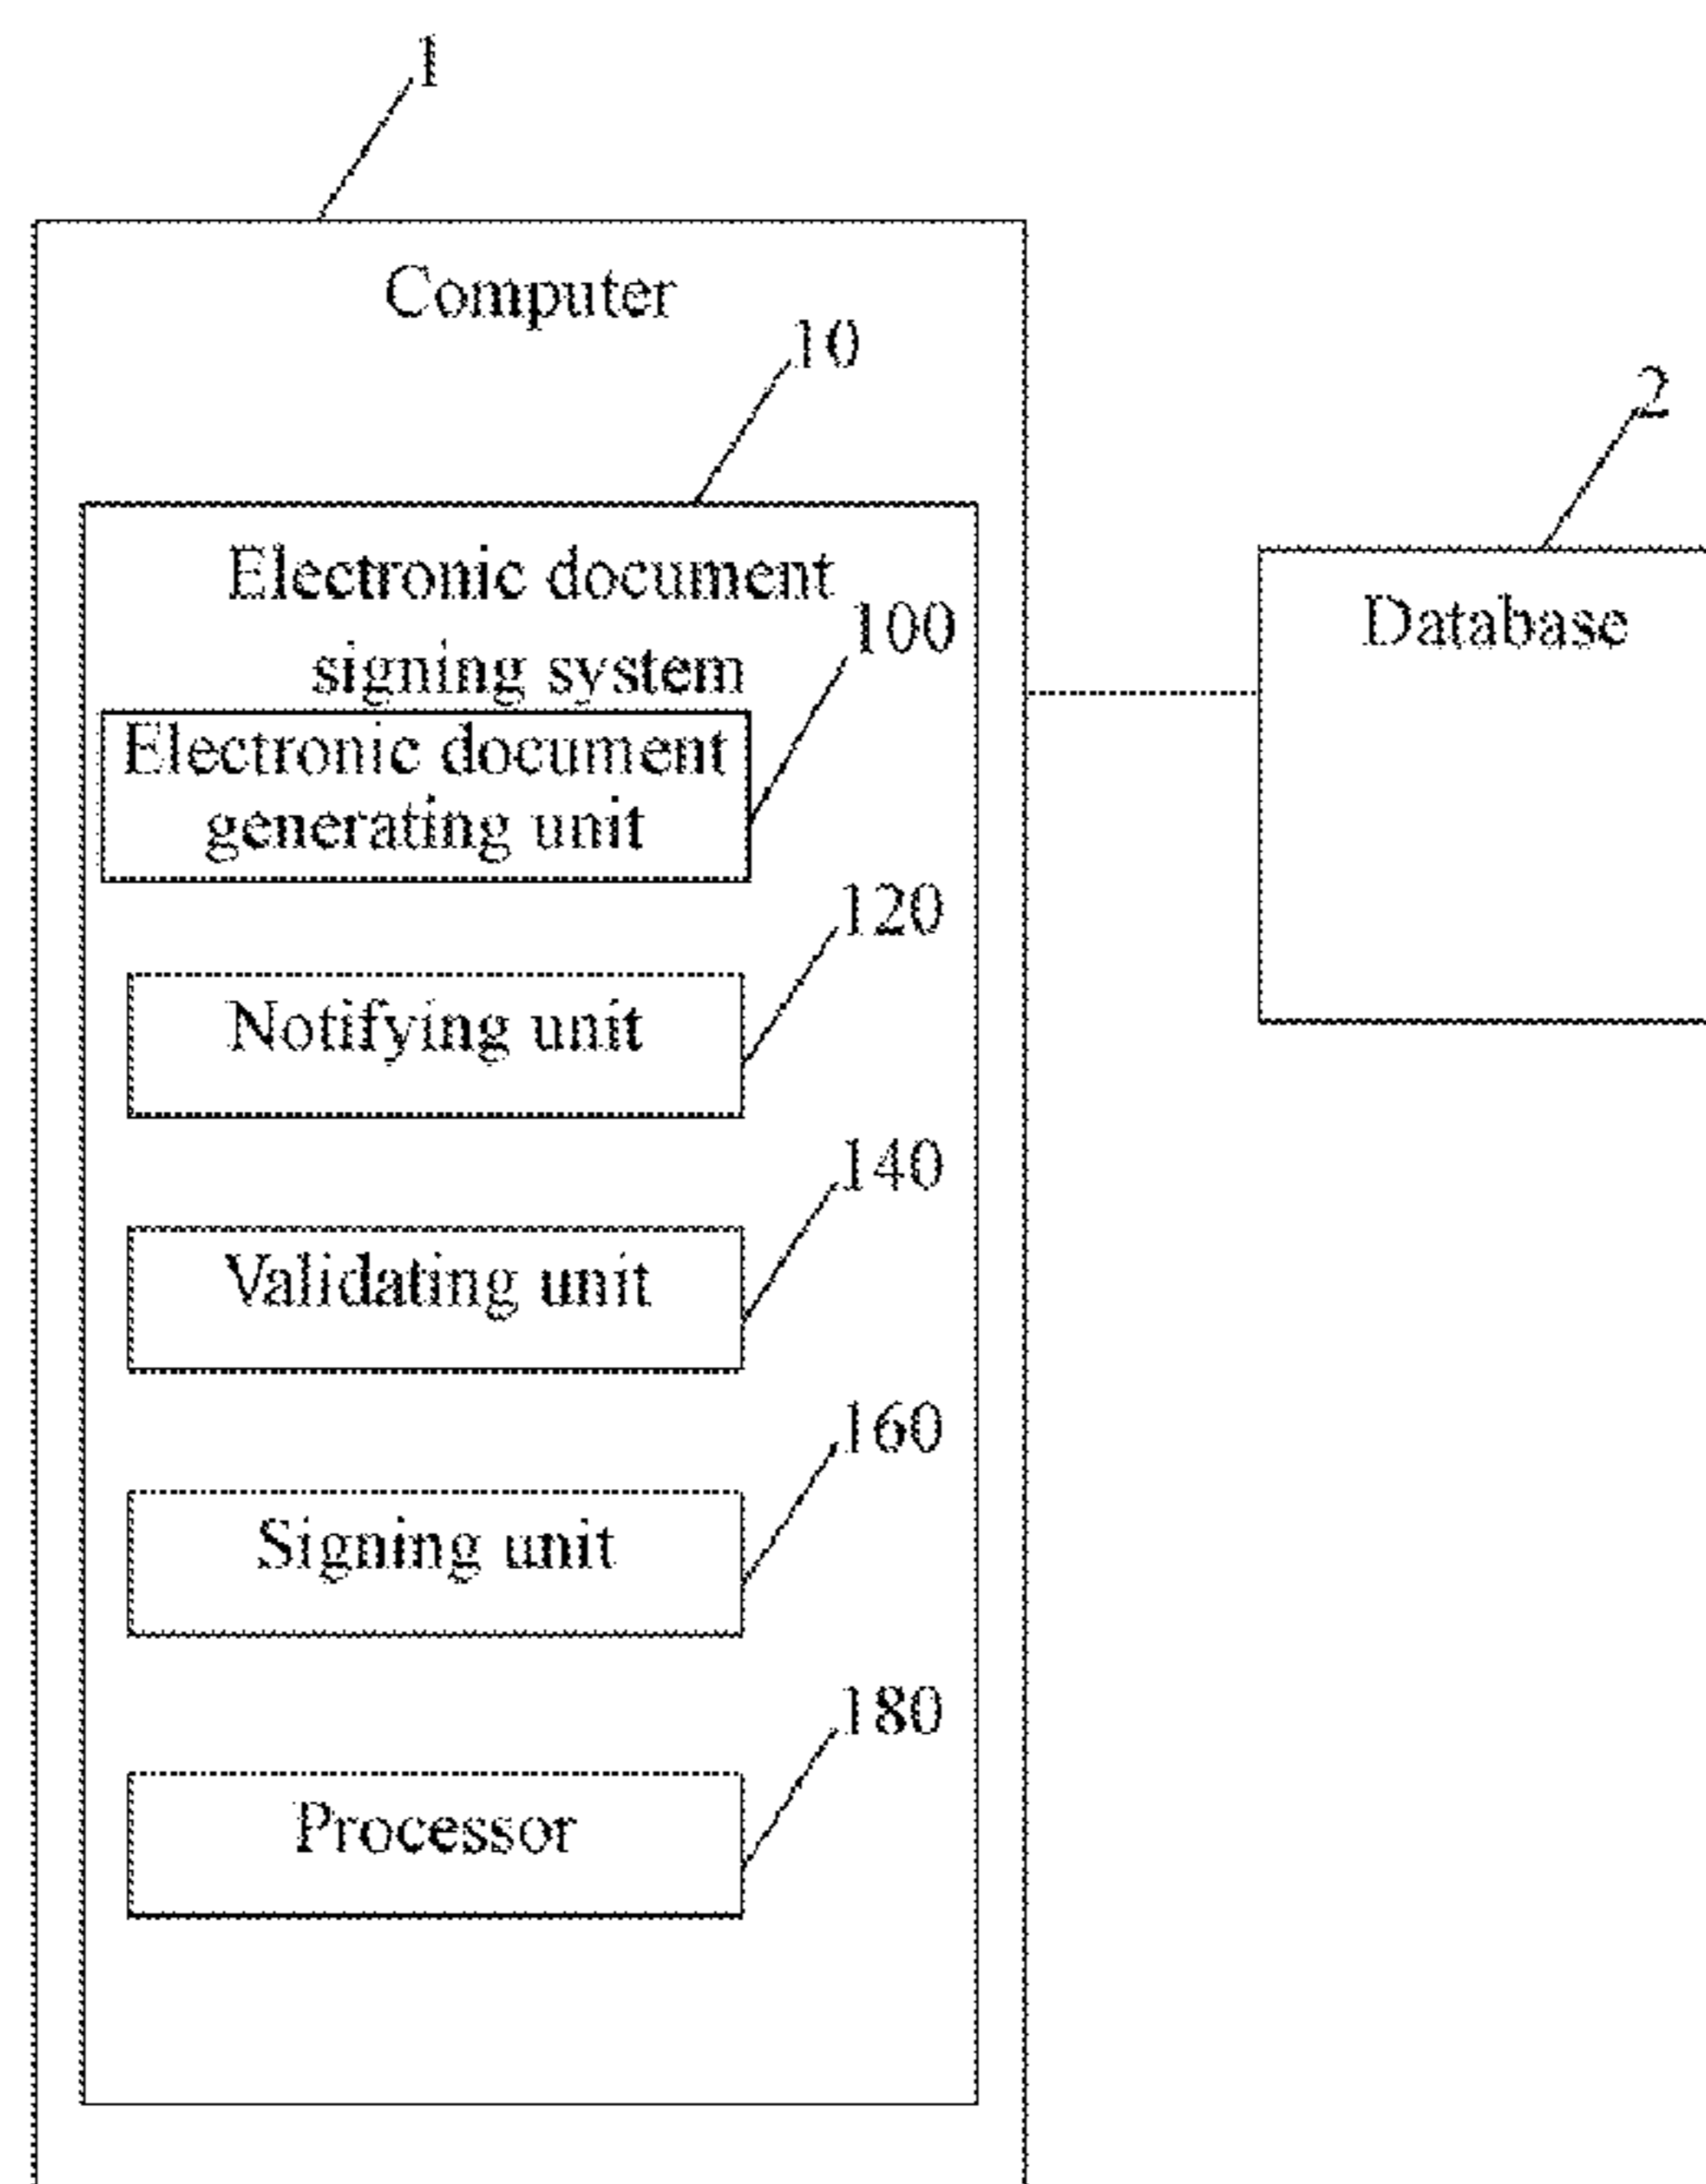 1
Computer
10
2
Electronic document
signing system
100
Database
Electronic document
generating unit
120
Notifying unit
140
Validating unit
160
Signing unit
180
Processor